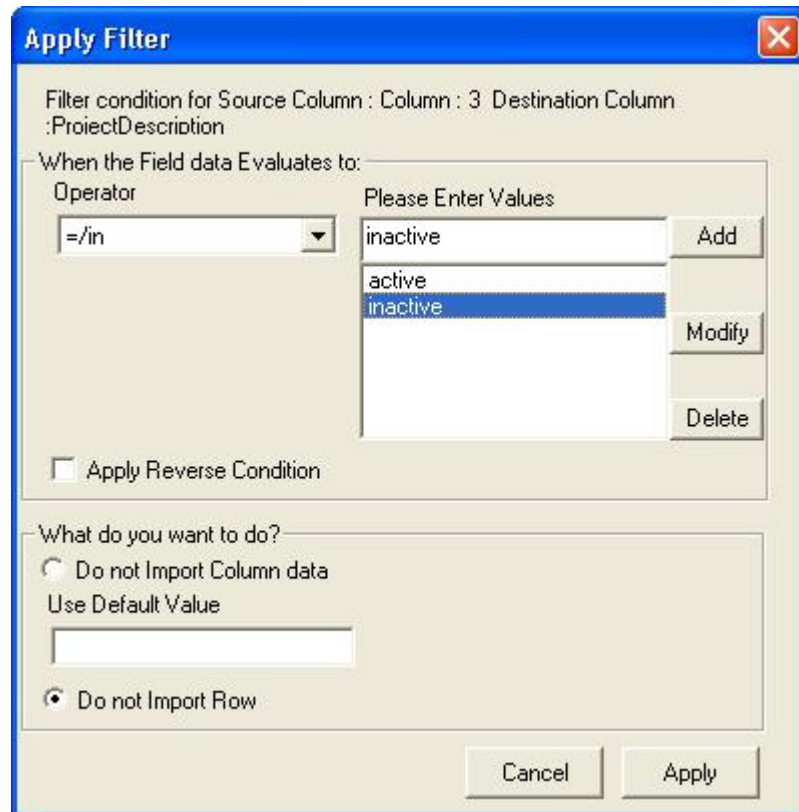 Apply Filter
Filter condition for Source Column : Column : 3 Destination Column
:ProjectDescription
When the Field data Evaluates to:
Operator
Please Enter Values
=/in
inactive
Add
active
inactive
Modify
Delete
Apply Reverse Condition
What do you want to do?
Do not Import Column data
Use Default Value
Do not Import Row
Cancel
Apply